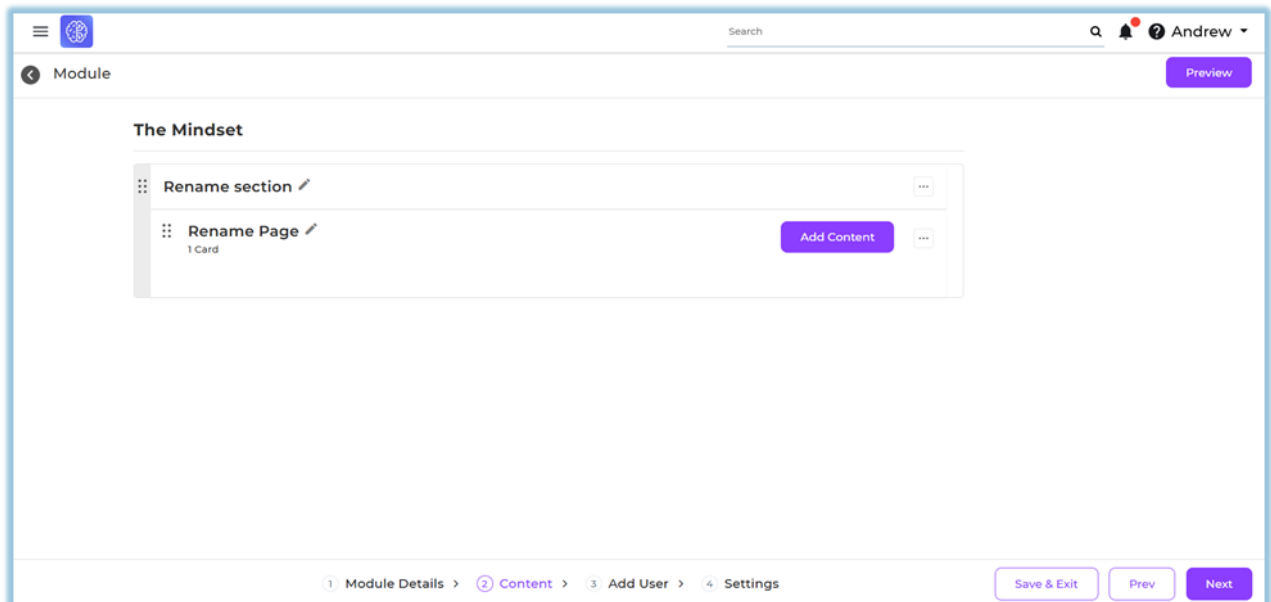 Search
Andrew
Module
Preview
The Mindset
Rename section
Rename Page
Add Content
1 Card
1 Module Details > 2 Content > 3 Add User > 4 Settings
Save & Exit
Prev
Next